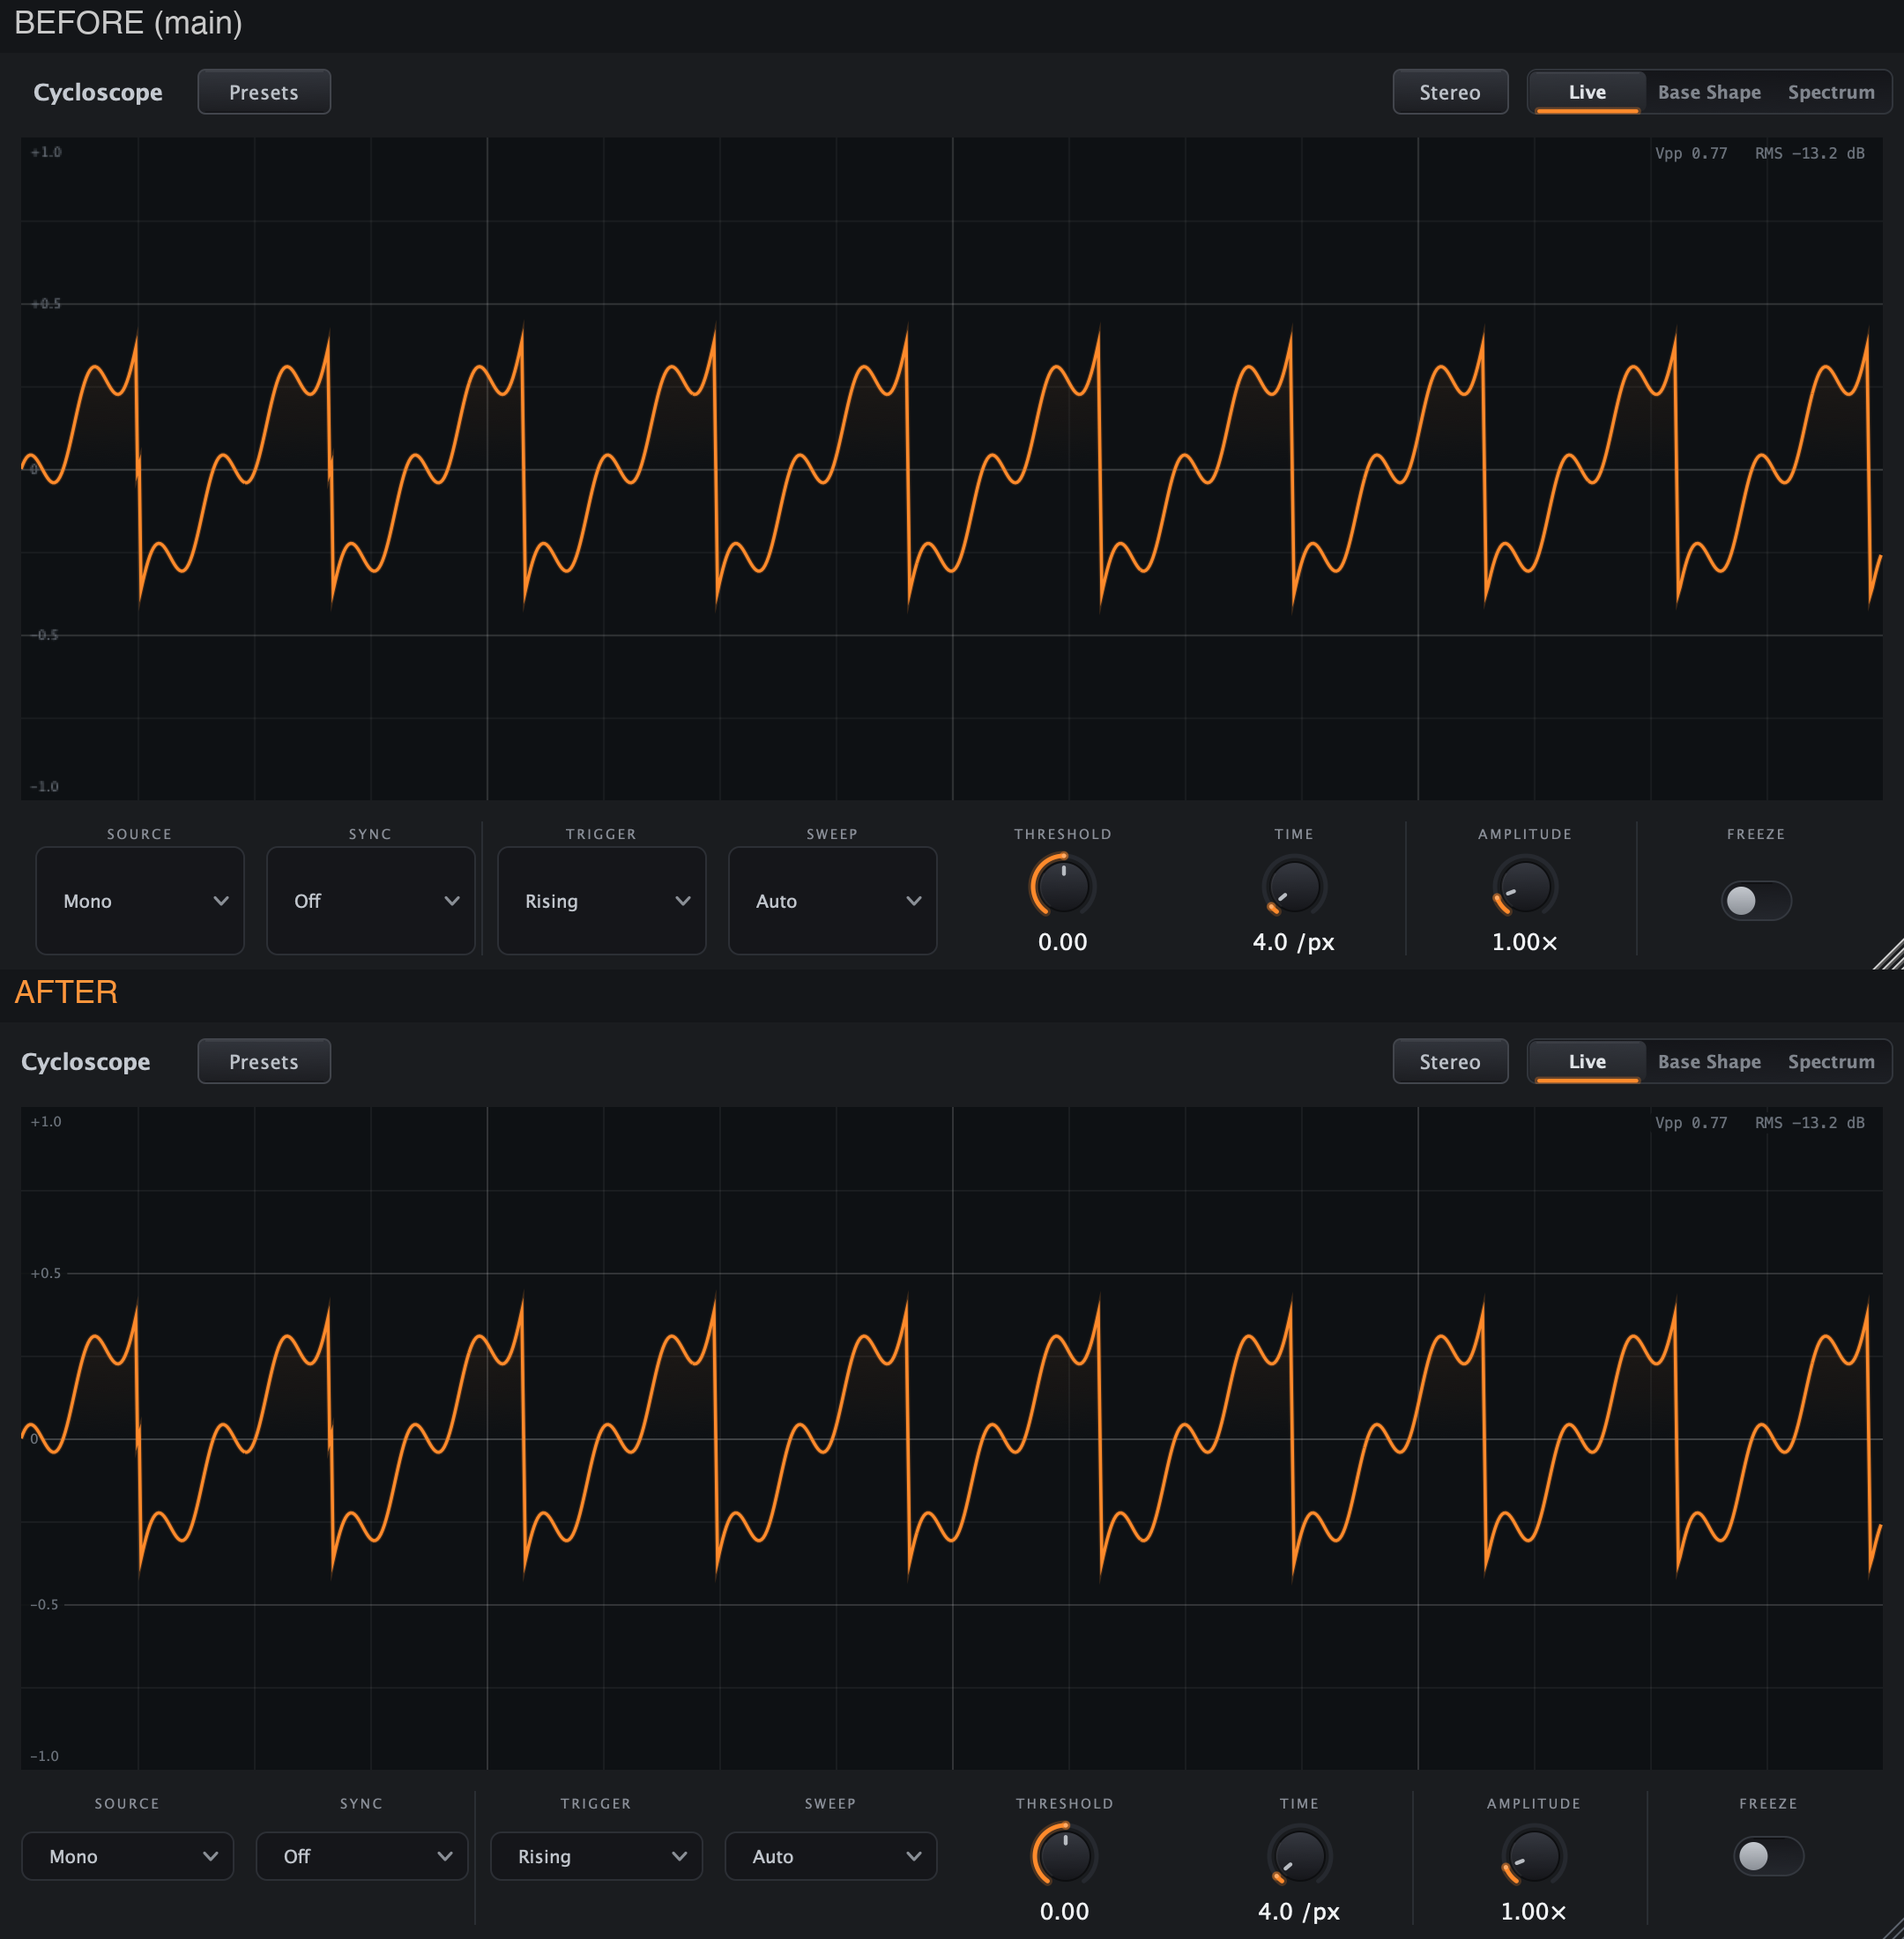 BEFORE (main)
Cycloscope Presets Stereo Live Base Shape Spectrum
+1.0 Vpp 0.77 RMS −13.2 dB
+0.5
0
−0.5
−1.0
SOURCE SYNC TRIGGER SWEEP THRESHOLD TIME AMPLITUDE FREEZE
Mono Off Rising Auto
0.00 4.0 /px 1.00×
AFTER
Cycloscope Presets Stereo Live Base Shape Spectrum
+1.0 Vpp 0.77 RMS −13.2 dB
+0.5
0
−0.5
−1.0
SOURCE SYNC TRIGGER SWEEP THRESHOLD TIME AMPLITUDE FREEZE
Mono Off Rising Auto
0.00 4.0 /px 1.00×